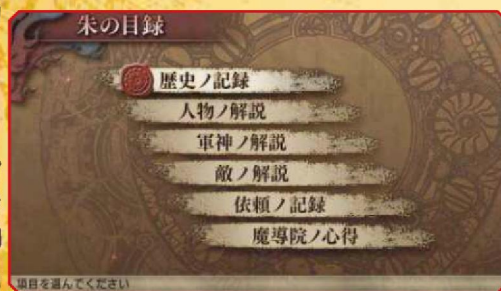 朱の目録
歴史ノ記録
人物ノ解説
軍神ノ解説
敵ノ解説
依頼ノ記録
魔導院ノ心得
項目を選んでください